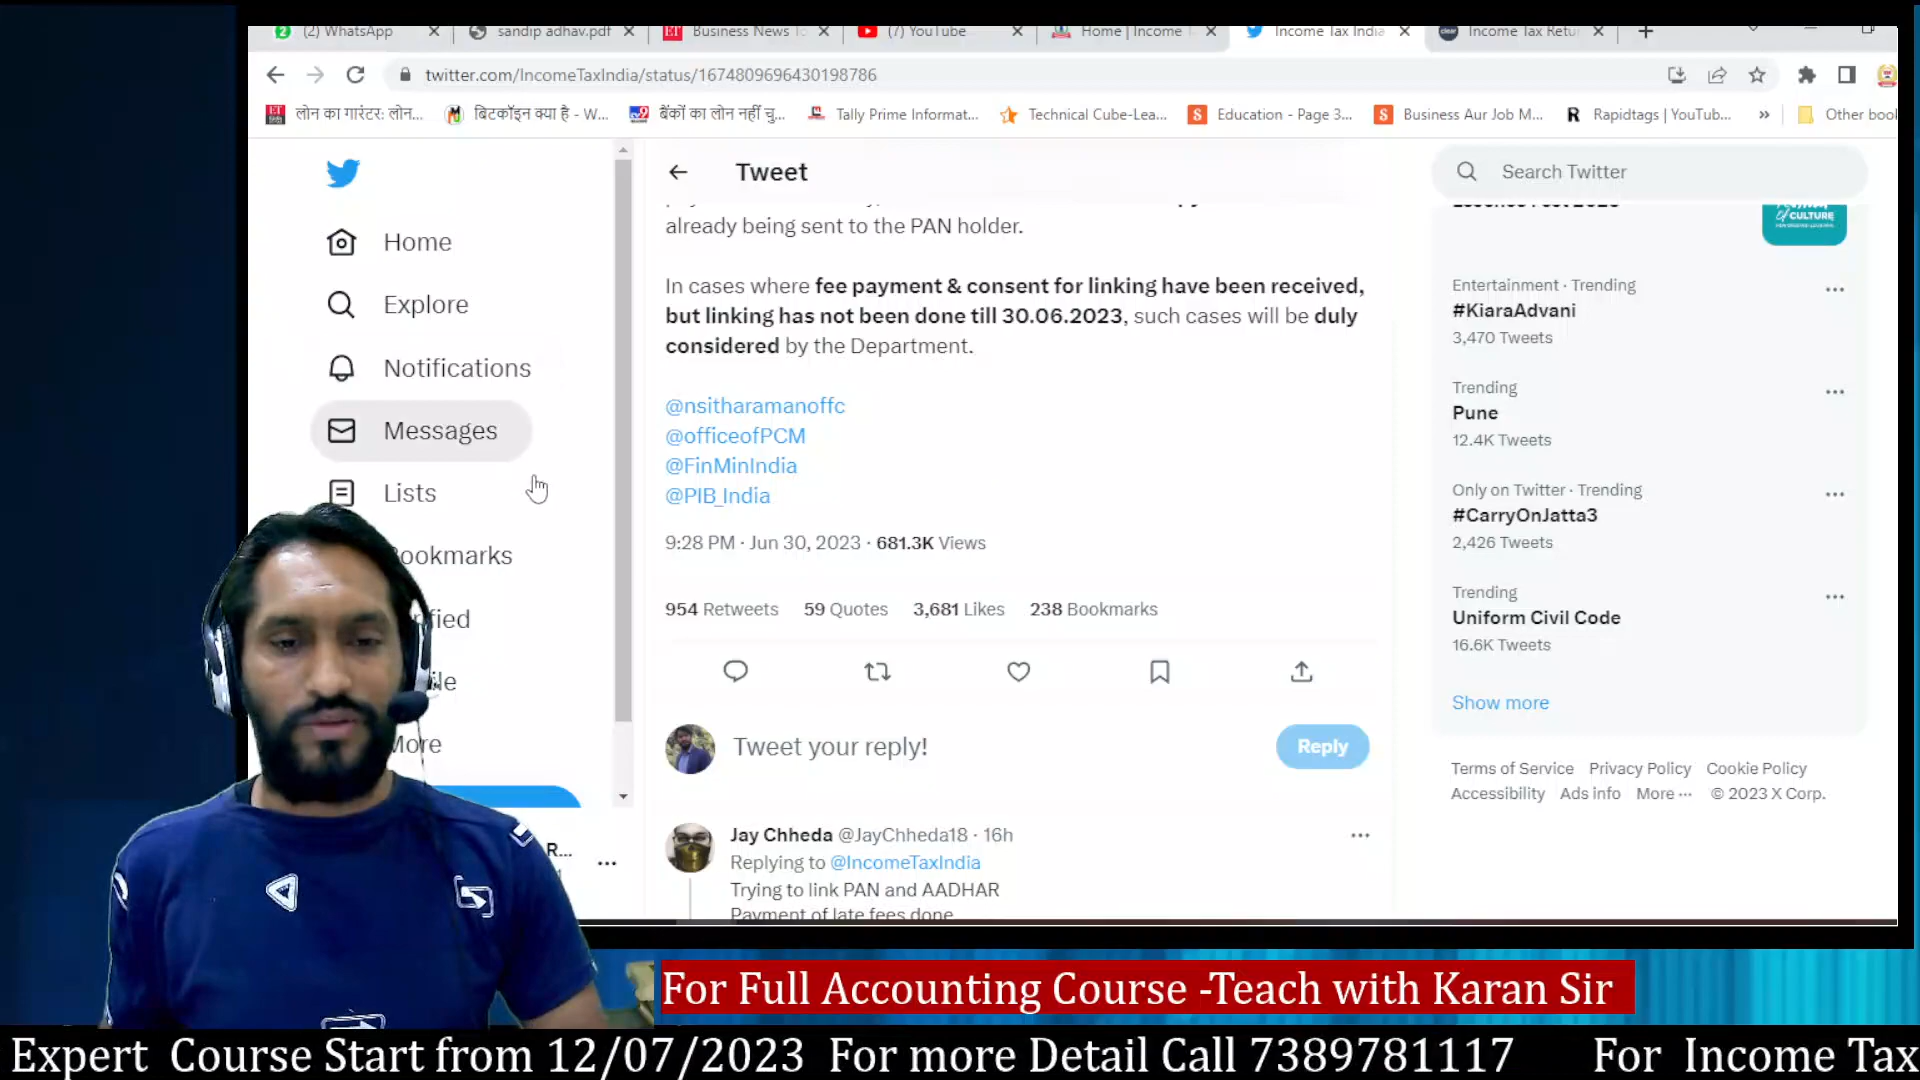 (2) WhatsApp
sandip adhav.pdf
Business News
(7) YouTube
Home | Income
Income Tax India
Income Tax Retu
twitter.com/IncomeTaxIndia/status/1674809696430198786
लोन का गारंटर: लोन...
बिटकॉइन क्या है - W...
बैंकों का लोन नहीं चु...
Tally Prime Informat...
Technical Cube-Lea...
Education - Page 3...
Business Aur Job M...
Rapidtags | YouTub...
»
Other book
Home
Explore
Notifications
Messages
Lists
ookmarks
More
R...
Tweet
already being sent to the PAN holder.
In cases where fee payment & consent for linking have been received,
but linking has not been done till 30.06.2023, such cases will be duly
considered by the Department.
@nsitharamanoffc
@officeofPCM
@FinMinIndia
@PIB_India
9:28 PM · Jun 30, 2023 · 681.3K Views
954 Retweets 59 Quotes 3,681 Likes 238 Bookmarks
Tweet your reply!
Reply
Jay Chheda @JayChheda18 · 16h
Replying to @IncomeTaxIndia
Trying to link PAN and AADHAR
Payment of late fees done
Search Twitter
of CULTURE
Entertainment · Trending
#KiaraAdvani
3,470 Tweets
Trending
Pune
12.4K Tweets
Only on Twitter · Trending
#CarryOnJatta3
2,426 Tweets
Trending
Uniform Civil Code
16.6K Tweets
Show more
Terms of Service Privacy Policy Cookie Policy
Accessibility Ads info More ··· © 2023 X Corp.
For Full Accounting Course -Teach with Karan Sir
Expert Course Start from 12/07/2023 For more Detail Call 7389781117 For Income Tax